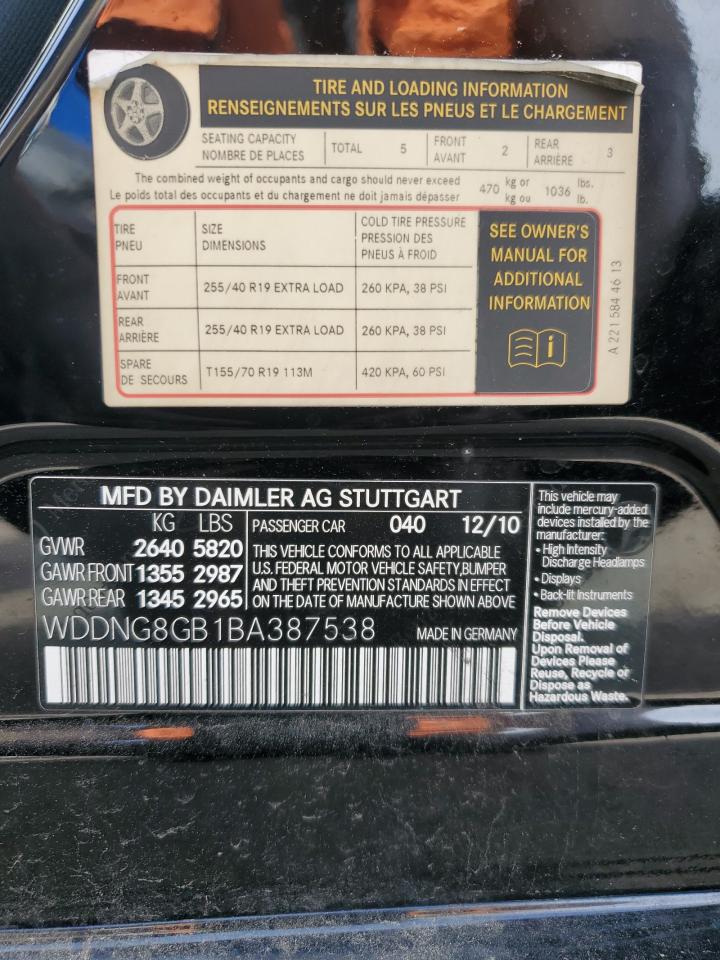 TIRE AND LOADING INFORMATION
RENSEIGNEMENTS SUR LES PNEUS ET LE CHARGEMENT
SEATING CAPACITY
NOMBRE DE PLACES
TOTAL 5
FRONT
AVANT
2
REAR
ARRIÈRE
3
The combined weight of occupants and cargo should never exceed
Le poids total des occupants et du chargement ne doit jamais dépasser
470 kg or
kg ou
1036 lbs.
lb.
TIRE
PNEU
SIZE
DIMENSIONS
COLD TIRE PRESSURE
PRESSION DES
PNEUS À FROID
FRONT
AVANT
255/40 R19 EXTRA LOAD
260 KPA, 38 PSI
REAR
ARRIÈRE
255/40 R19 EXTRA LOAD
260 KPA, 38 PSI
SPARE
DE SECOURS
T155/70 R19 113M
420 KPA, 60 PSI
SEE OWNER'S
MANUAL FOR
ADDITIONAL
INFORMATION
i
A 221 584 46 13
MFD BY DAIMLER AG STUTTGART
KG LBS
GVWR 2640 5820
GAWR FRONT 1355 2987
GAWR REAR 1345 2965
PASSENGER CAR 040 12/10
THIS VEHICLE CONFORMS TO ALL APPLICABLE
U.S. FEDERAL MOTOR VEHICLE SAFETY, BUMPER
AND THEFT PREVENTION STANDARDS IN EFFECT
ON THE DATE OF MANUFACTURE SHOWN ABOVE
WDDNG8GB1BA387538
MADE IN GERMANY
This vehicle may
include mercury-added
devices installed by the
manufacturer:
• High Intensity
Discharge Headlamps
• Displays
• Back-lit Instruments
Remove Devices
Before Vehicle
Disposal.
Upon Removal of
Devices Please
Reuse, Recycle or
Dispose as
Hazardous Waste.